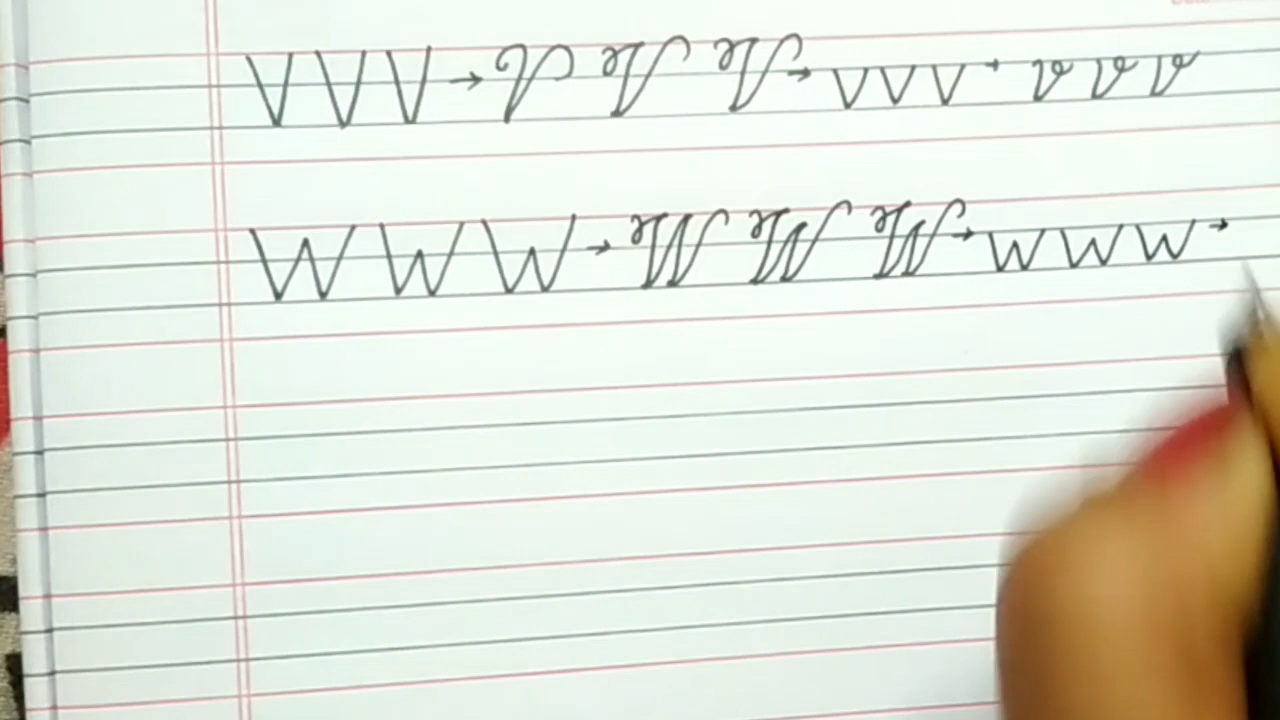 V V V → V V V → v v v → v v v
W W W → W W W → w w w →